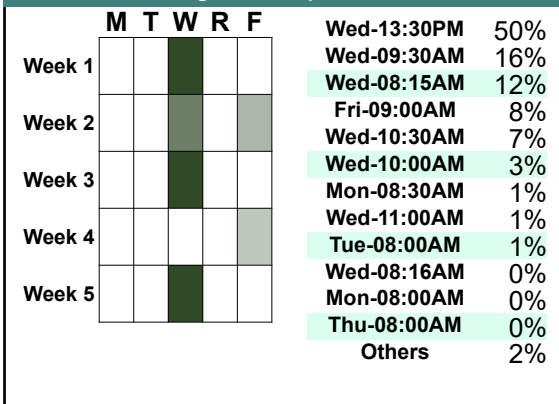 M T W R F
Week 1
Week 2
Week 3
Week 4
Week 5
Wed-13:30PM 50%
Wed-09:30AM 16%
Wed-08:15AM 12%
Fri-09:00AM 8%
Wed-10:30AM 7%
Wed-10:00AM 3%
Mon-08:30AM 1%
Wed-11:00AM 1%
Tue-08:00AM 1%
Wed-08:16AM 0%
Mon-08:00AM 0%
Thu-08:00AM 0%
Others 2%